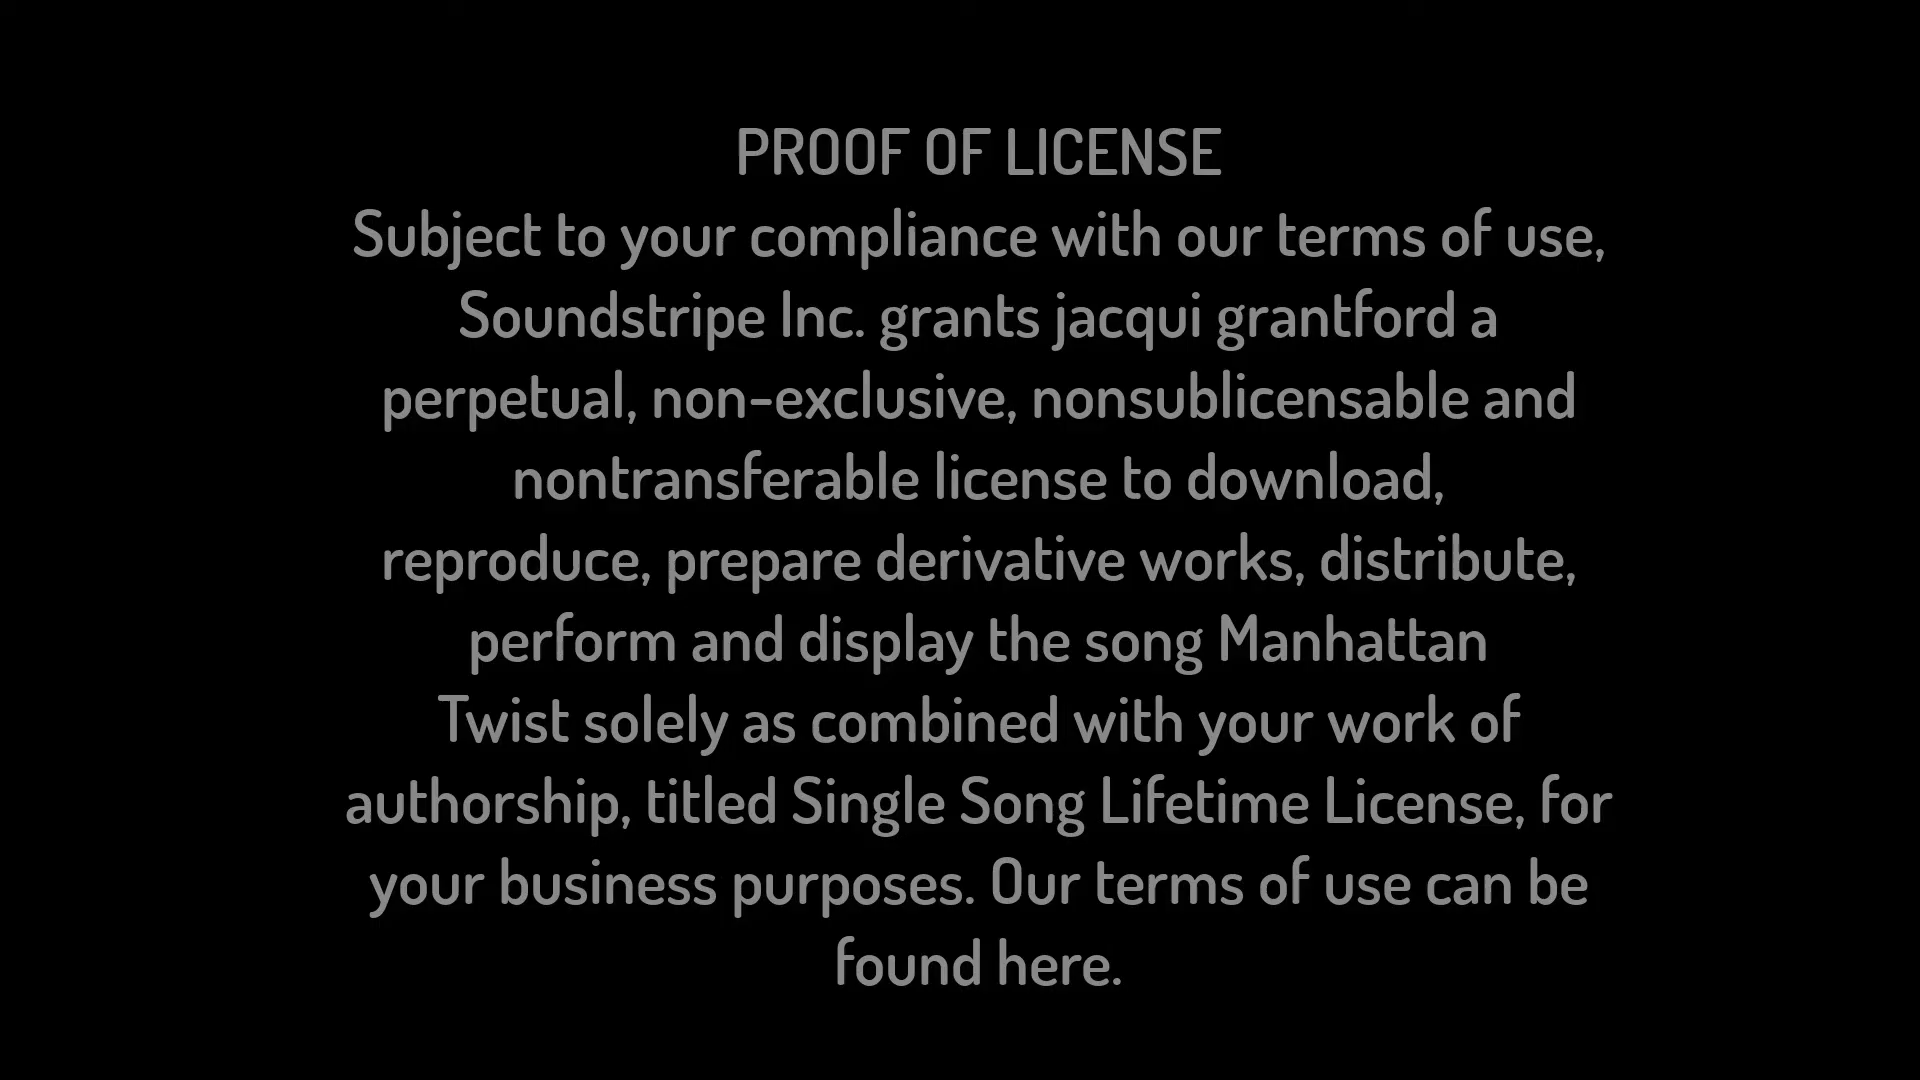 PROOF OF LICENSE
Subject to your compliance with our terms of use,
Soundstripe Inc. grants jacqui grantford a
perpetual, non-exclusive, nonsublicensable and
nontransferable license to download,
reproduce, prepare derivative works, distribute,
perform and display the song Manhattan
Twist solely as combined with your work of
authorship, titled Single Song Lifetime License, for
your business purposes. Our terms of use can be
found here.